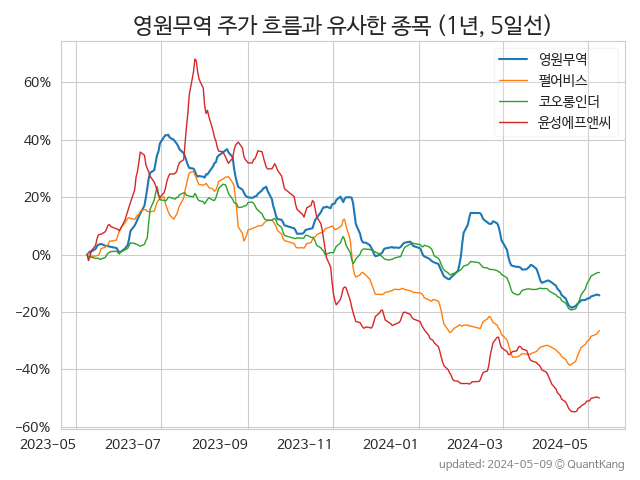 영원무역 주가 흐름과 유사한 종목 (1년, 5일선)
영원무역
펄어비스
코오롱인더
윤성에프앤씨
60%
40%
20%
0%
−20%
−40%
−60%
2023-05 2023-07 2023-09 2023-11 2024-01 2024-03 2024-05
updated: 2024-05-09 © QuantKang